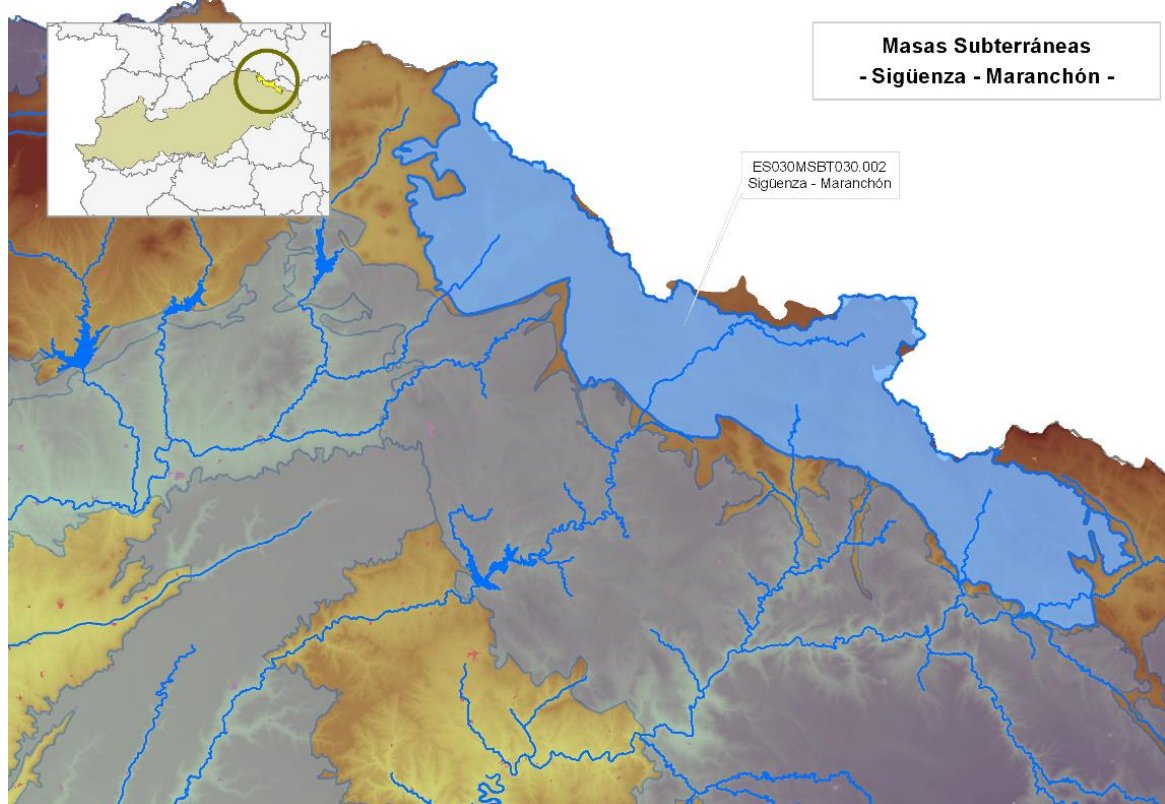 Masas Subterráneas
- Sigüenza - Maranchón -
ES030MSBT030.002
Sigüenza - Maranchón